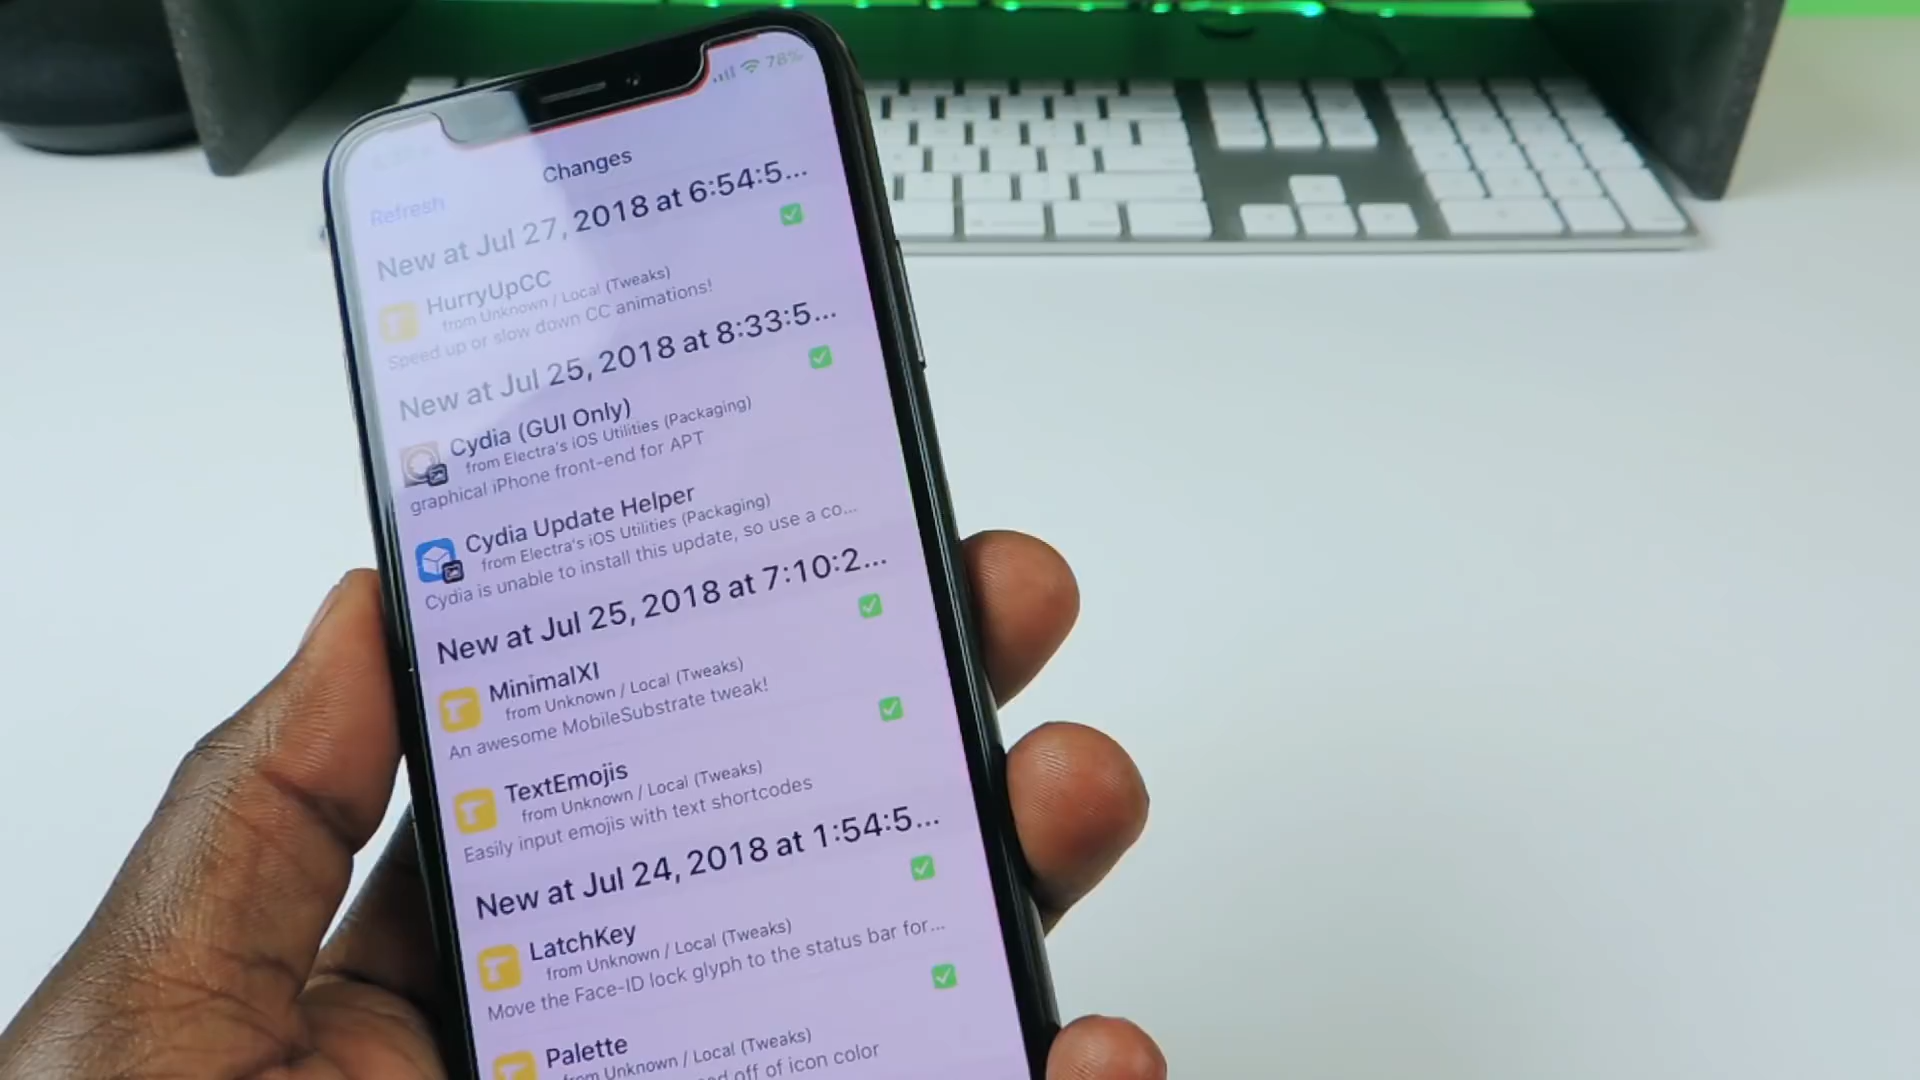 78%
Changes
Refresh
New at Jul 27, 2018 at 6:54:5...
HurryUpCC
from Unknown / Local (Tweaks)
Speed up or slow down CC animations!
New at Jul 25, 2018 at 8:33:5...
Cydia (GUI Only)
from Electra's iOS Utilities (Packaging)
graphical iPhone front-end for APT
Cydia Update Helper
from Electra's iOS Utilities (Packaging)
Cydia is unable to install this update, so use a co...
New at Jul 25, 2018 at 7:10:2...
MinimalXI
from Unknown / Local (Tweaks)
An awesome MobileSubstrate tweak!
TextEmojis
from Unknown / Local (Tweaks)
Easily input emojis with text shortcodes
New at Jul 24, 2018 at 1:54:5...
LatchKey
from Unknown / Local (Tweaks)
Move the Face-ID lock glyph to the status bar for...
Palette
from Unknown / Local (Tweaks)
off of icon color